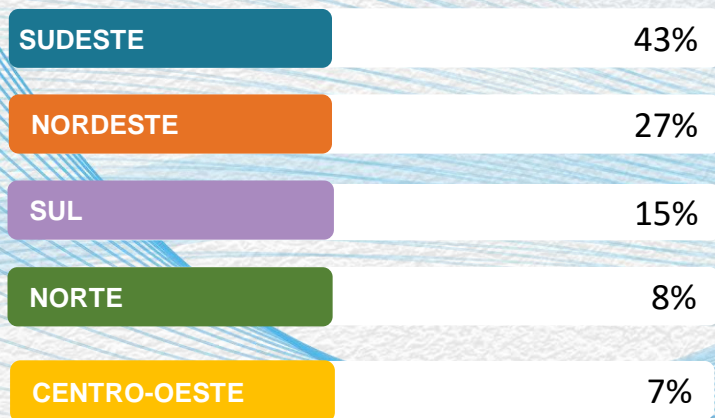 SUDESTE 43%
NORDESTE 27%
SUL 15%
NORTE 8%
CENTRO-OESTE 7%